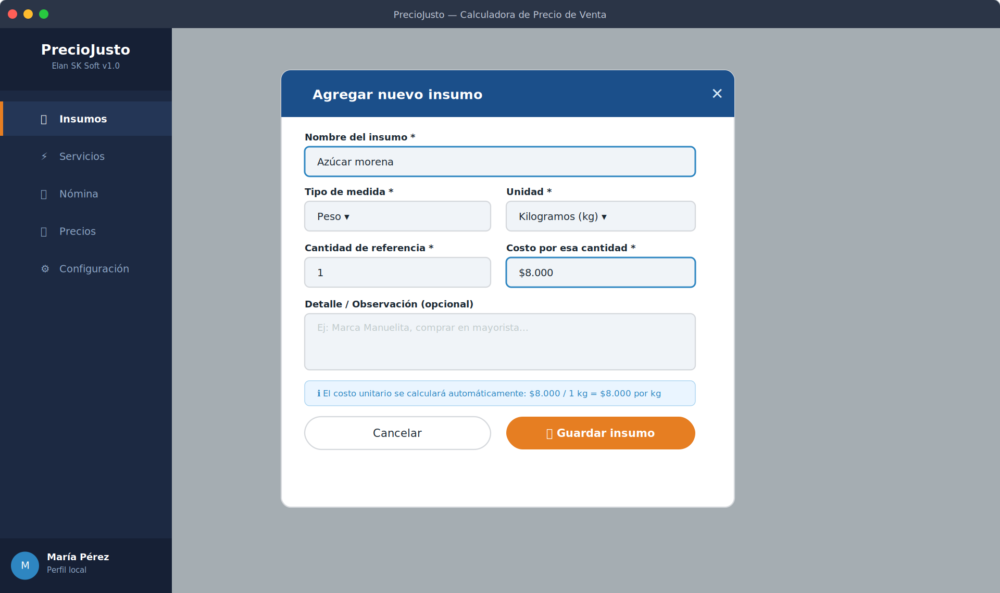 PrecioJusto — Calculadora de Precio de Venta
PrecioJusto
Elan SK Soft v1.0
Insumos
⚡ Servicios
Nómina
Precios
⚙ Configuración
María Pérez
M
Perfil local
Agregar nuevo insumo ✕
Nombre del insumo *
Azúcar morena
Tipo de medida * Unidad *
Peso ▾ Kilogramos (kg) ▾
Cantidad de referencia * Costo por esa cantidad *
1 $8.000
Detalle / Observación (opcional)
Ej: Marca Manuelita, comprar en mayorista...
ℹ El costo unitario se calculará automáticamente: $8.000 / 1 kg = $8.000 por kg
Cancelar Guardar insumo